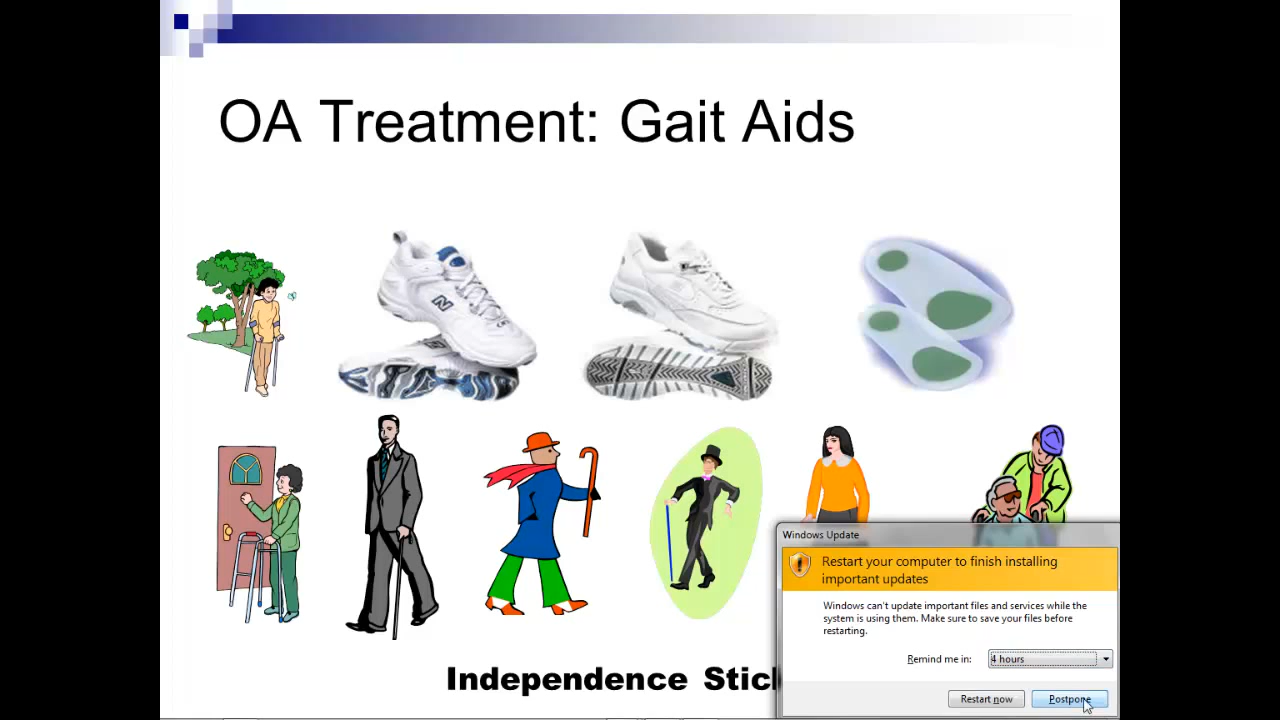 OA Treatment: Gait Aids
N
Independence
Windows Update
Restart your computer to finish installing
important updates
Windows can't update important files and services while the
system is using them. Make sure to save your files before
restarting.
Remind me in: 4 hours
Restart now Postpone